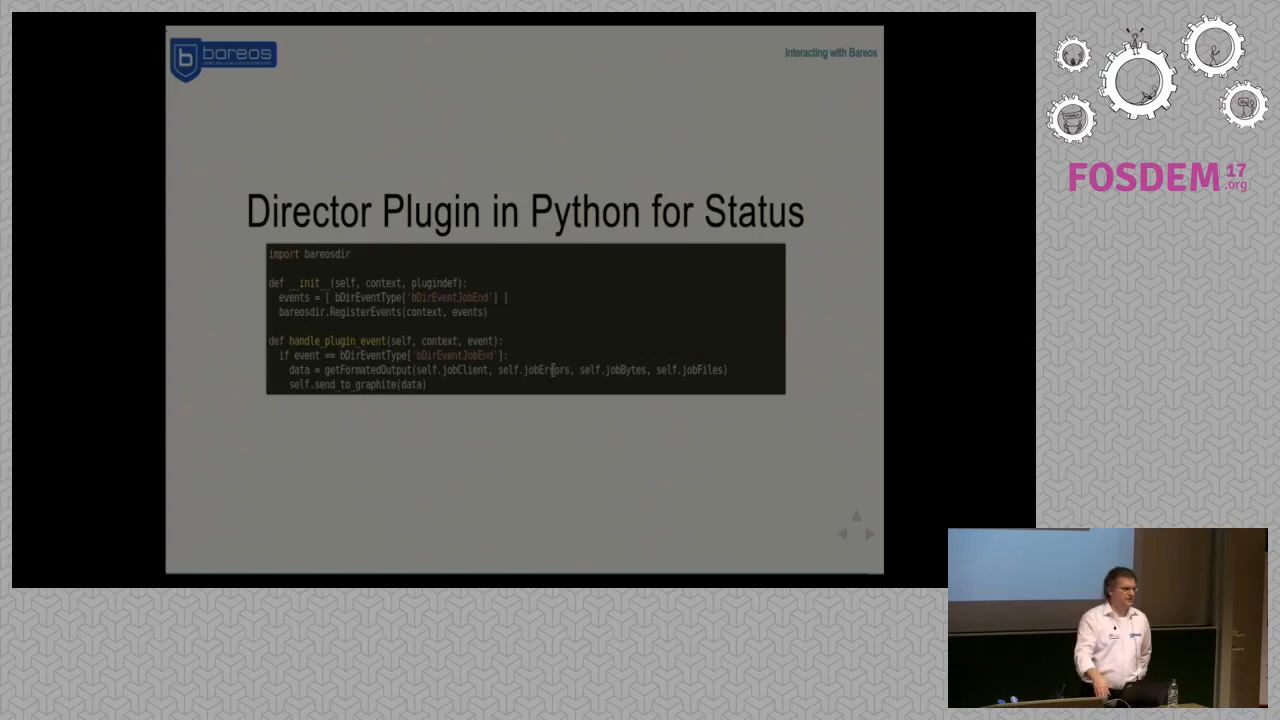 bareos
Interacting with Bareos
Director Plugin in Python for Status
import bareosdir
def __init__(self, context, plugindef):
events = [ bDirEventType['bDirEventJobEnd'] ]
bareosdir.RegisterEvents(context, events)
def handle_plugin_event(self, context, event):
if event == bDirEventType['bDirEventJobEnd']:
data = getFormatedOutput(self.jobClient, self.jobErrors, self.jobBytes, self.jobFiles)
self.send_to_graphite(data)
FOSDEM 17
.org